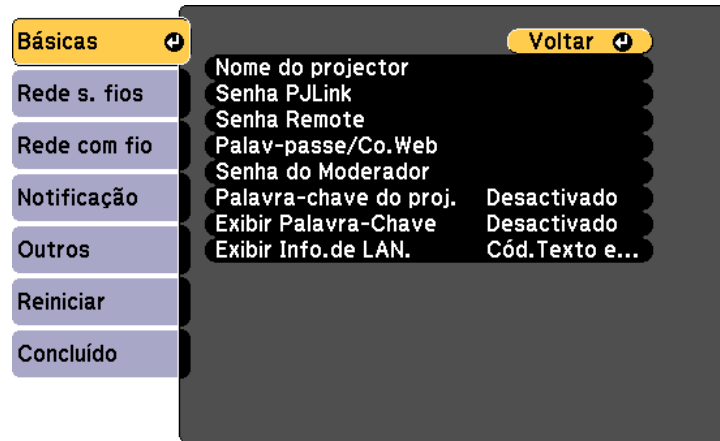 Básicas
Rede s. fios
Rede com fio
Notificação
Outros
Reiniciar
Concluído
Voltar
Nome do projector
Senha PJLink
Senha Remote
Palav-passe/Co.Web
Senha do Moderador
Palavra-chave do proj. Desactivado
Exibir Palavra-Chave Desactivado
Exibir Info.de LAN. Cód.Texto e...